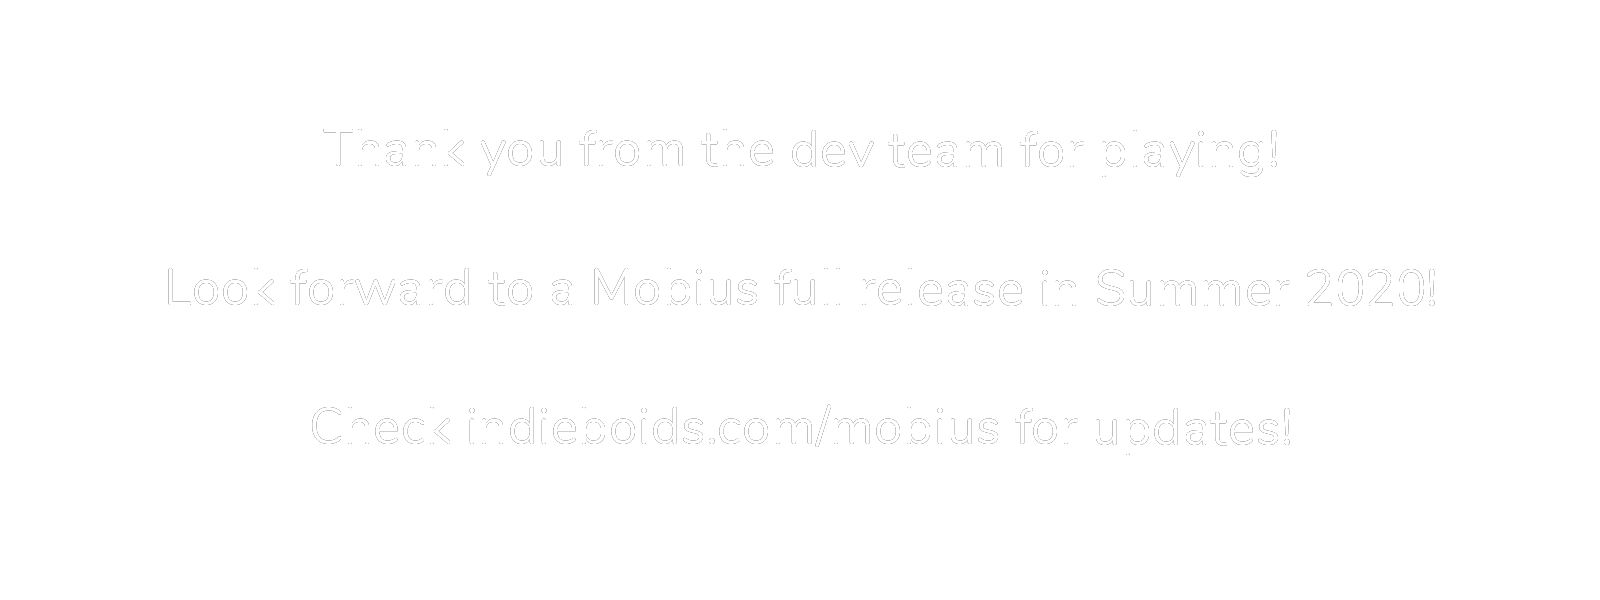 Thank you from the dev team for playing!
Look forward to a Mobius full release in Summer 2020!
Check indieboids.com/mobius for updates!